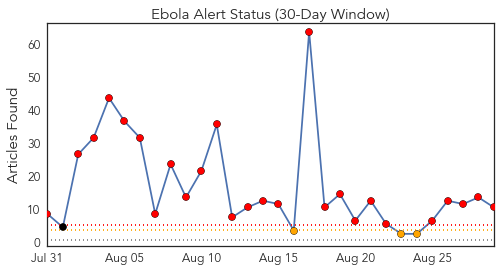 Ebola Alert Status (30-Day Window)
Articles Found
60
50
40
30
20
10
0
Jul 31
Aug 05
Aug 10
Aug 15
Aug 20
Aug 25